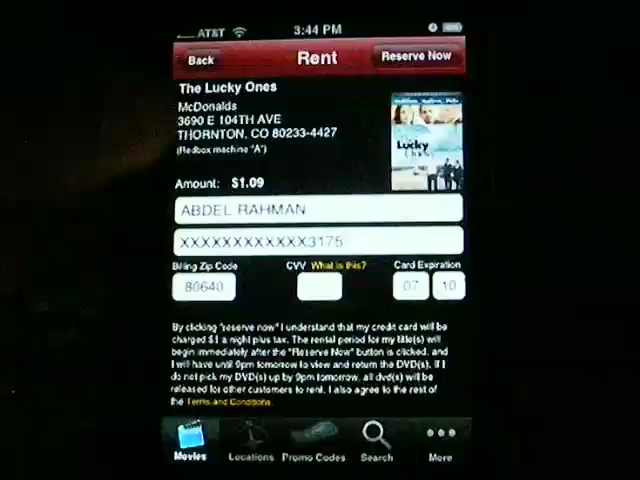 AT&T 3:44 PM
Back Rent Reserve Now
The Lucky Ones
McDonalds
3690 E 104TH AVE
THORNTON, CO 80233-4427
(Redbox machine "A")
Lucky
Amount: $1.09
ABDEL RAHMAN
XXXXXXXXXXXX3175
Billing Zip Code CVV What is this? Card Expiration
80640 07 10
By clicking "reserve now" I understand that my credit card will be
charged $1 a night plus tax. The rental period for my title(s) will
begin immediately after the "Reserve Now" button is clicked, and
I will have until 9pm tomorrow to view and return the DVD(s). If I
do not pick my DVD(s) up by 9pm tomorrow, all dvd(s) will be
released for other customers to rent. I also agree to the rest of
the Terms and Conditions.
Movies Locations Promo Codes Search More